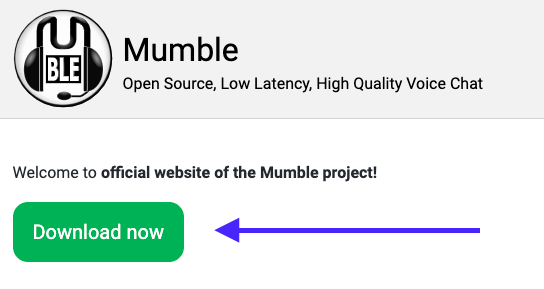 BLE
Mumble
Open Source, Low Latency, High Quality Voice Chat
Welcome to official website of the Mumble project!
Download now